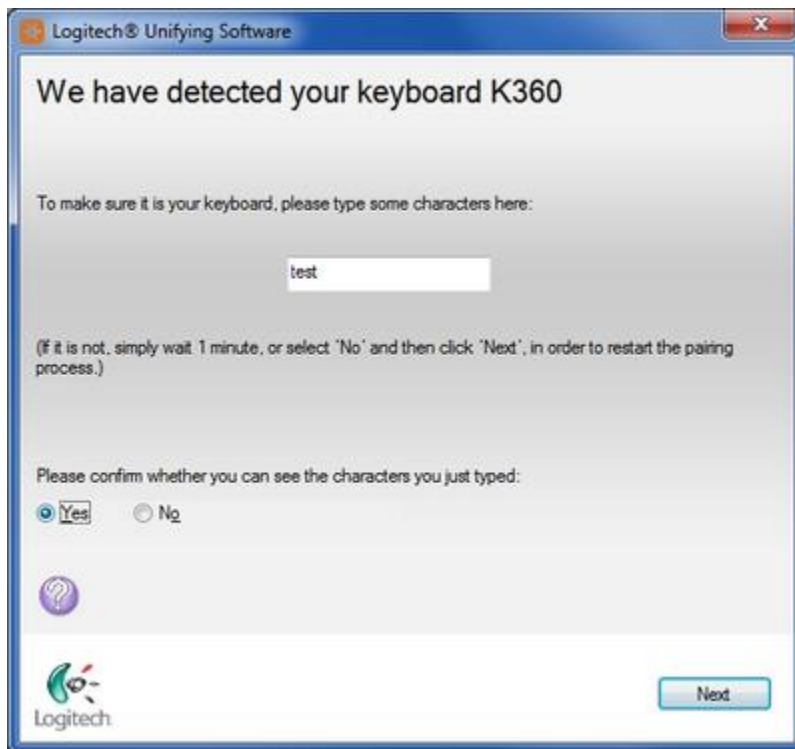 Logitech® Unifying Software
We have detected your keyboard K360
To make sure it is your keyboard, please type some characters here:
test
(If it is not, simply wait 1 minute, or select ´No´ and then click ´Next´, in order to restart the pairing
process.)
Please confirm whether you can see the characters you just typed:
Yes No
Logitech
Next